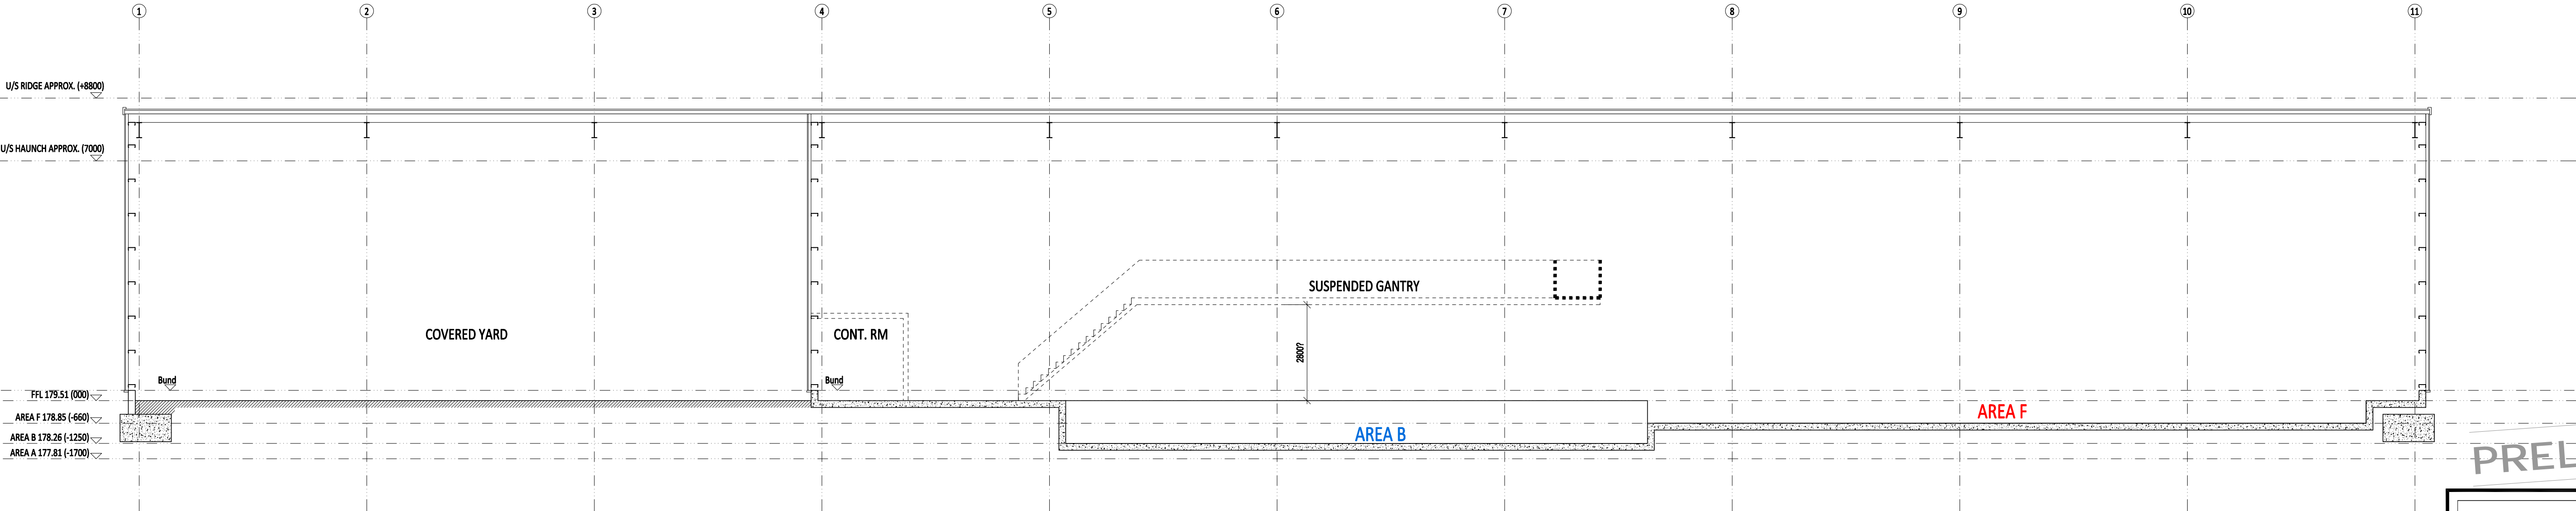 1 2 3 4 5 6 7 8 9 10 11
U/S RIDGE APPROX. (+8800)
U/S HAUNCH APPROX. (7000)
SUSPENDED GANTRY
COVERED YARD
CONT. RM
2800?
Bund
Bund
FFL 179.51 (000)
AREA F 178.85 (-660)
AREA F
AREA B 178.26 (-1250)
AREA B
AREA A 177.81 (-1700)
PREL